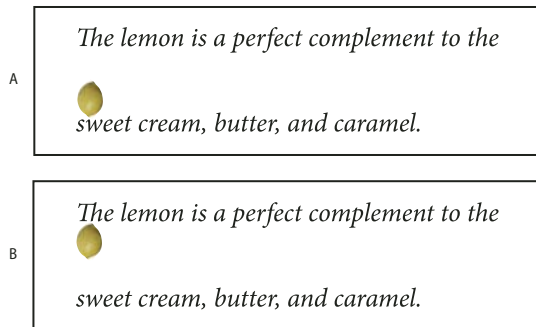 A
The lemon is a perfect complement to the
sweet cream, butter, and caramel.
B
The lemon is a perfect complement to the
sweet cream, butter, and caramel.